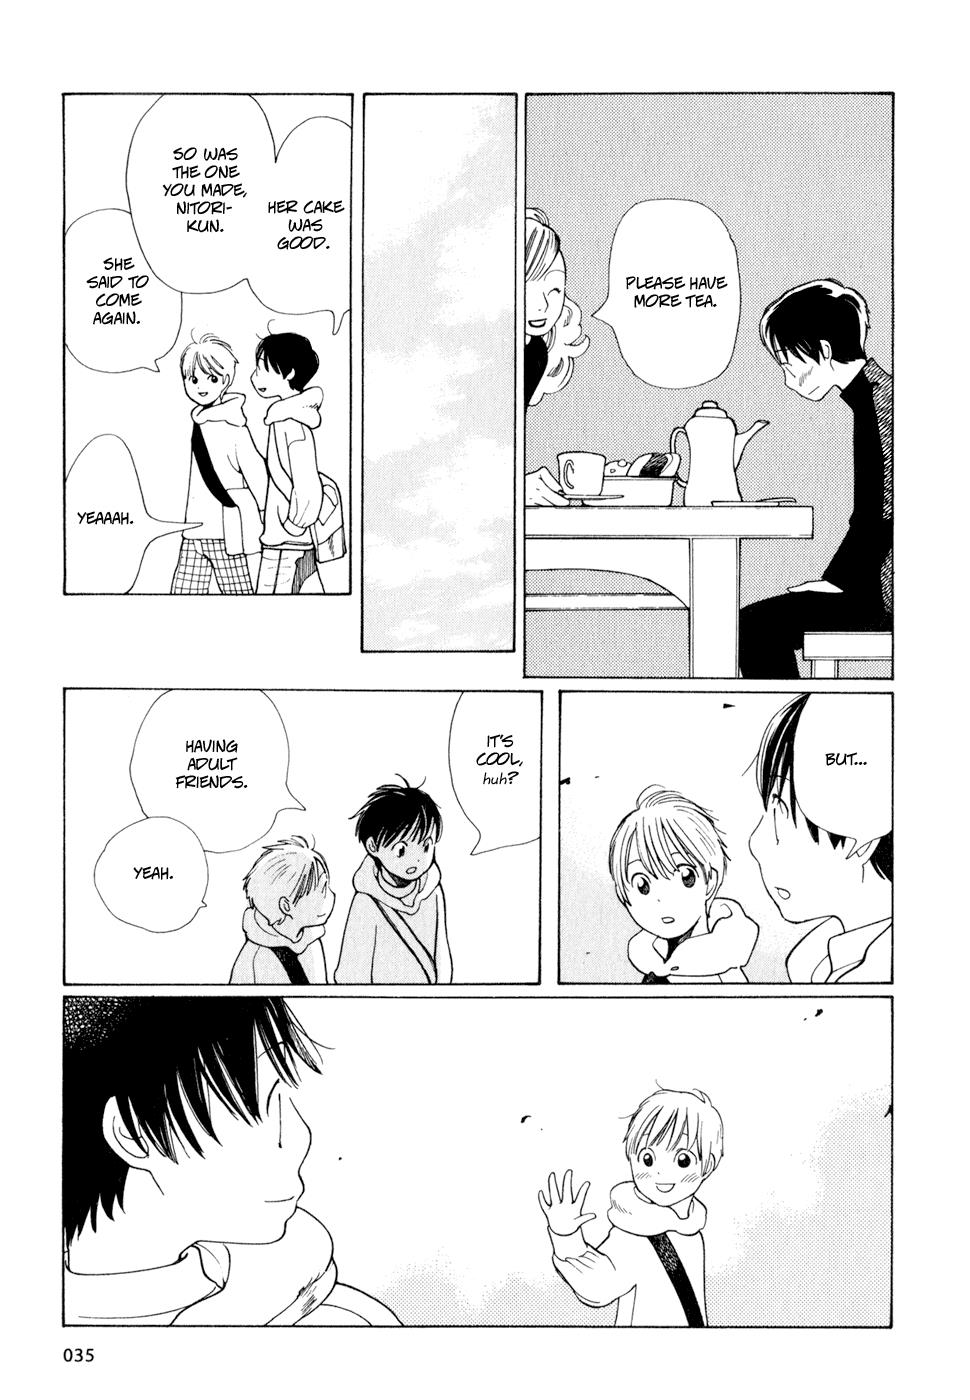 PLEASE HAVE
MORE TEA.
HER CAKE
WAS
GOOD.
SO WAS
THE ONE
YOU MADE,
NITORI-
KUN.
SHE
SAID TO
COME
AGAIN.
YEAAAH.
BUT...
IT'S
COOL,
huh?
HAVING
ADULT
FRIENDS.
YEAH.
035